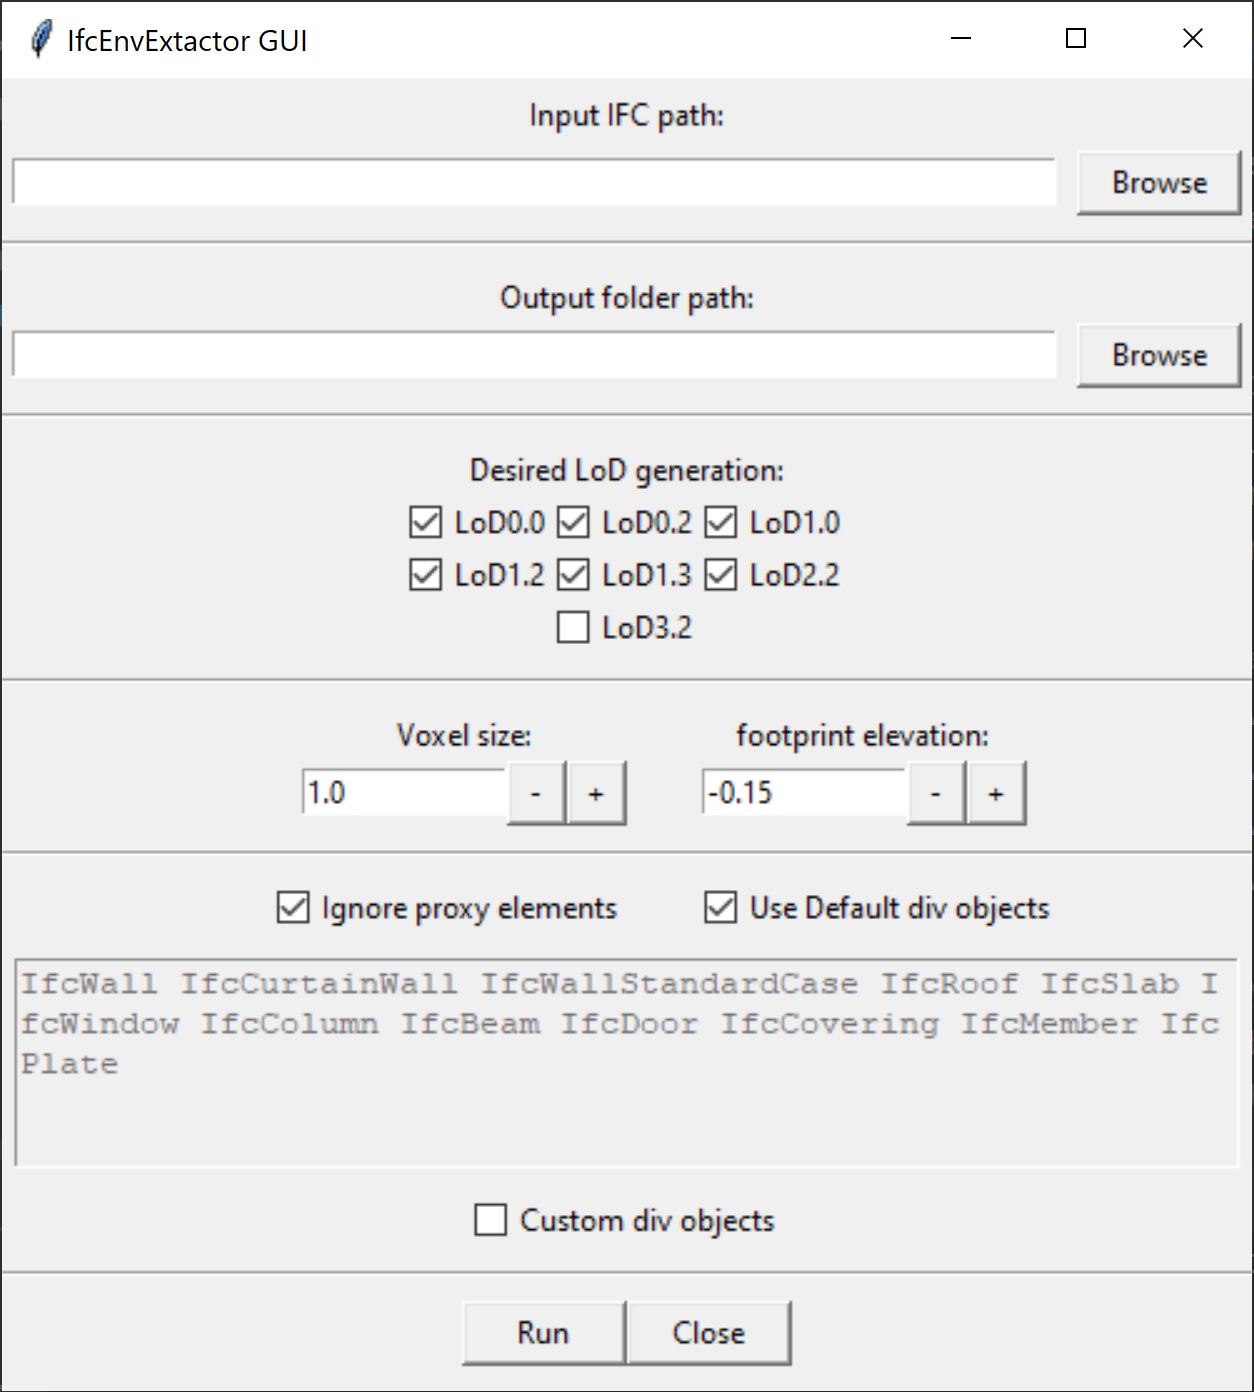 IfcEnvExtactor GUI
Input IFC path:
Browse
Output folder path:
Browse
Desired LoD generation:
LoD0.0 LoD0.2 LoD1.0
LoD1.2 LoD1.3 LoD2.2
LoD3.2
Voxel size: footprint elevation:
1.0 - + -0.15 - +
Ignore proxy elements Use Default div objects
IfcWall IfcCurtainWall IfcWallStandardCase IfcRoof IfcSlab I
fcWindow IfcColumn IfcBeam IfcDoor IfcCovering IfcMember Ifc
Plate
Custom div objects
Run Close